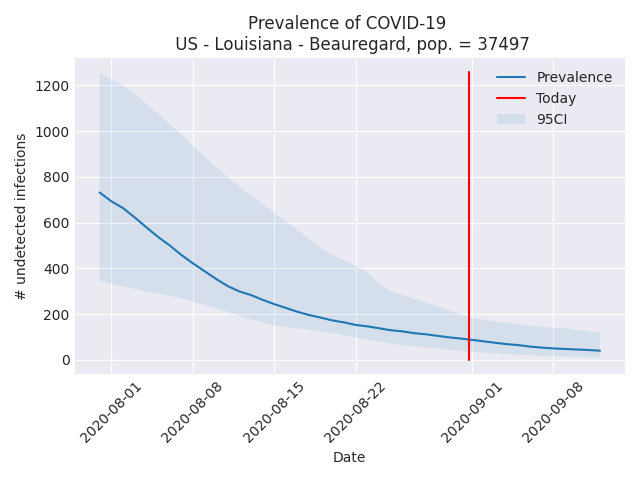 Prevalence of COVID-19
US - Louisiana - Beauregard, pop. = 37497
Prevalence
Today
95CI
1200
1000
800
600
400
200
0
# undetected infections
2020-08-01
2020-08-08
2020-08-15
2020-08-22
2020-09-01
2020-09-08
Date